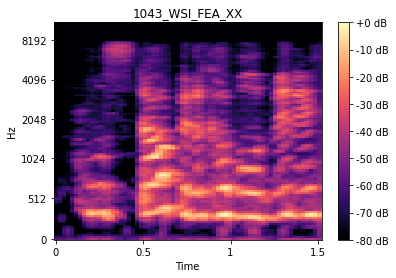 1043_WSI_FEA_XX
8192
4096
2048
1024
512
0
Hz
0
0.5
1
1.5
Time
+0 dB
-10 dB
-20 dB
-30 dB
-40 dB
-50 dB
-60 dB
-70 dB
-80 dB